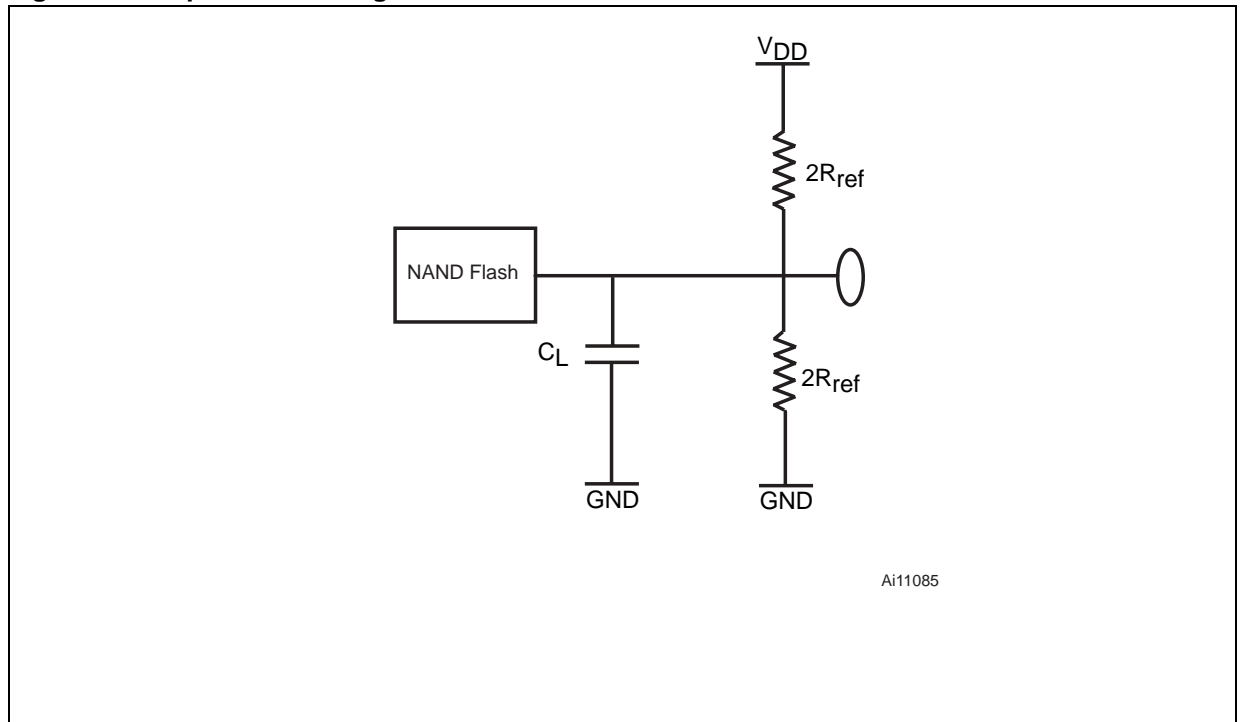 VDD
2Rref
NAND Flash
CL
2Rref
GND
GND
Ai11085